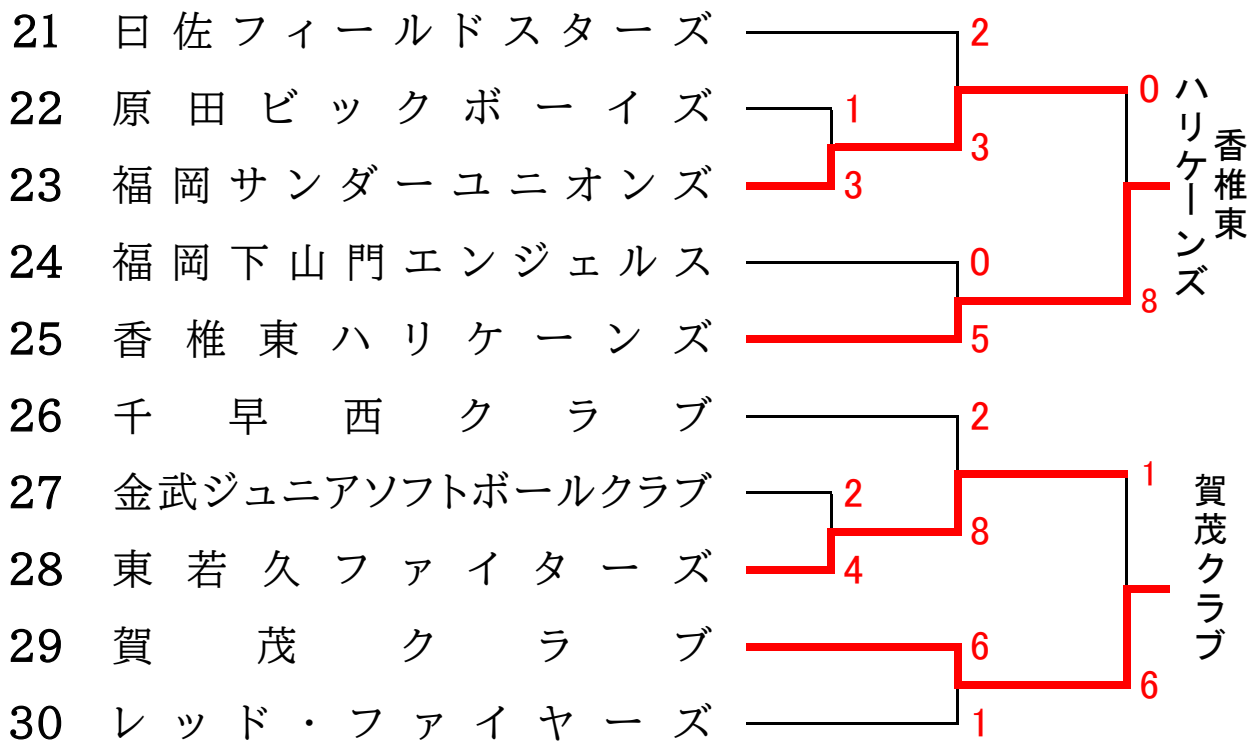 21 曰佐フィールドスターズ 2
22 原田ビックボーイズ 1
23 福岡サンダーユニオンズ 3
3
0
24 福岡下山門エンジェルス 0
25 香椎東ハリケーンズ 5
8
香椎東
ハリケーンズ
26 千早西クラブ 2
27 金武ジュニアソフトボールクラブ 2
28 東若久ファイターズ 4
8
1
29 賀茂クラブ 6
30 レッド・ファイヤーズ 1
6
賀茂クラブ